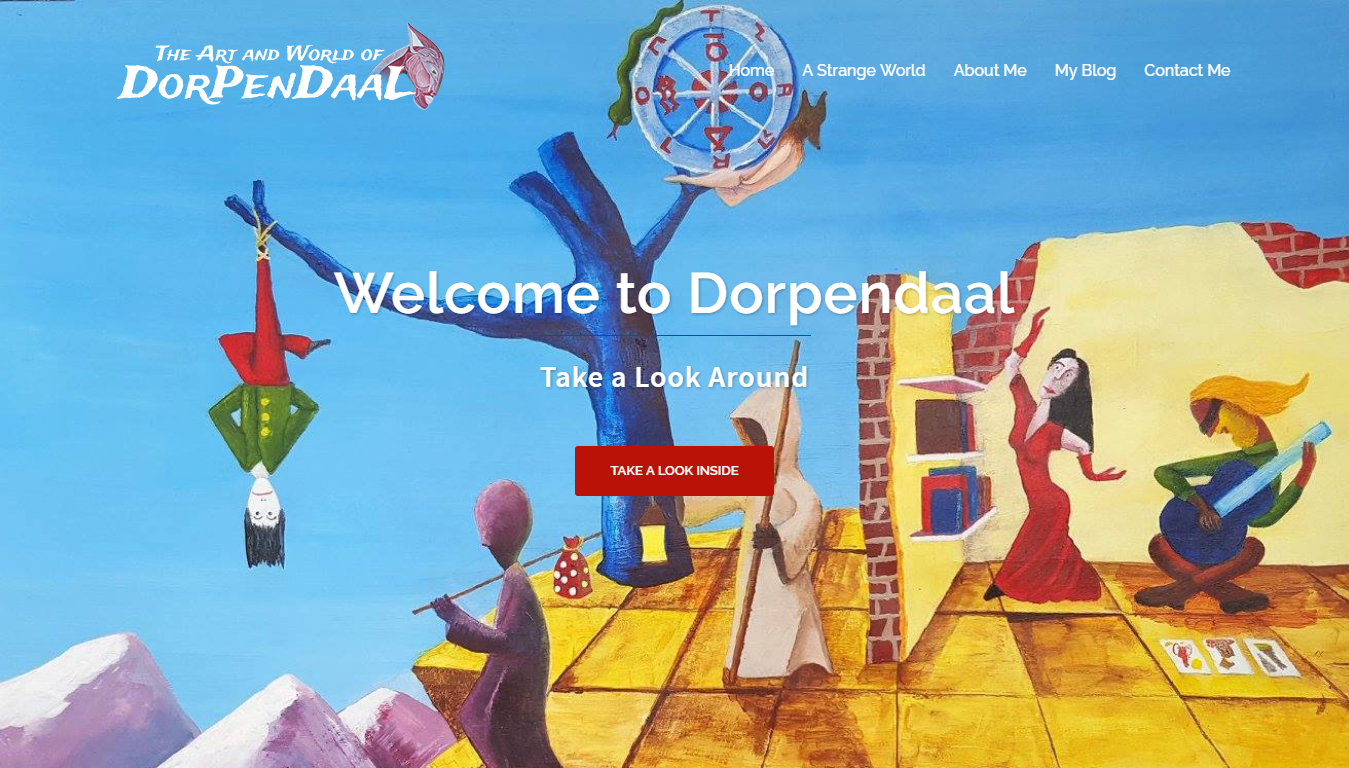 THE ART AND WORLD OF
DORPENDAAL
Home
A Strange World
About Me
My Blog
Contact Me
Welcome to Dorpendaal
Take a Look Around
TAKE A LOOK INSIDE